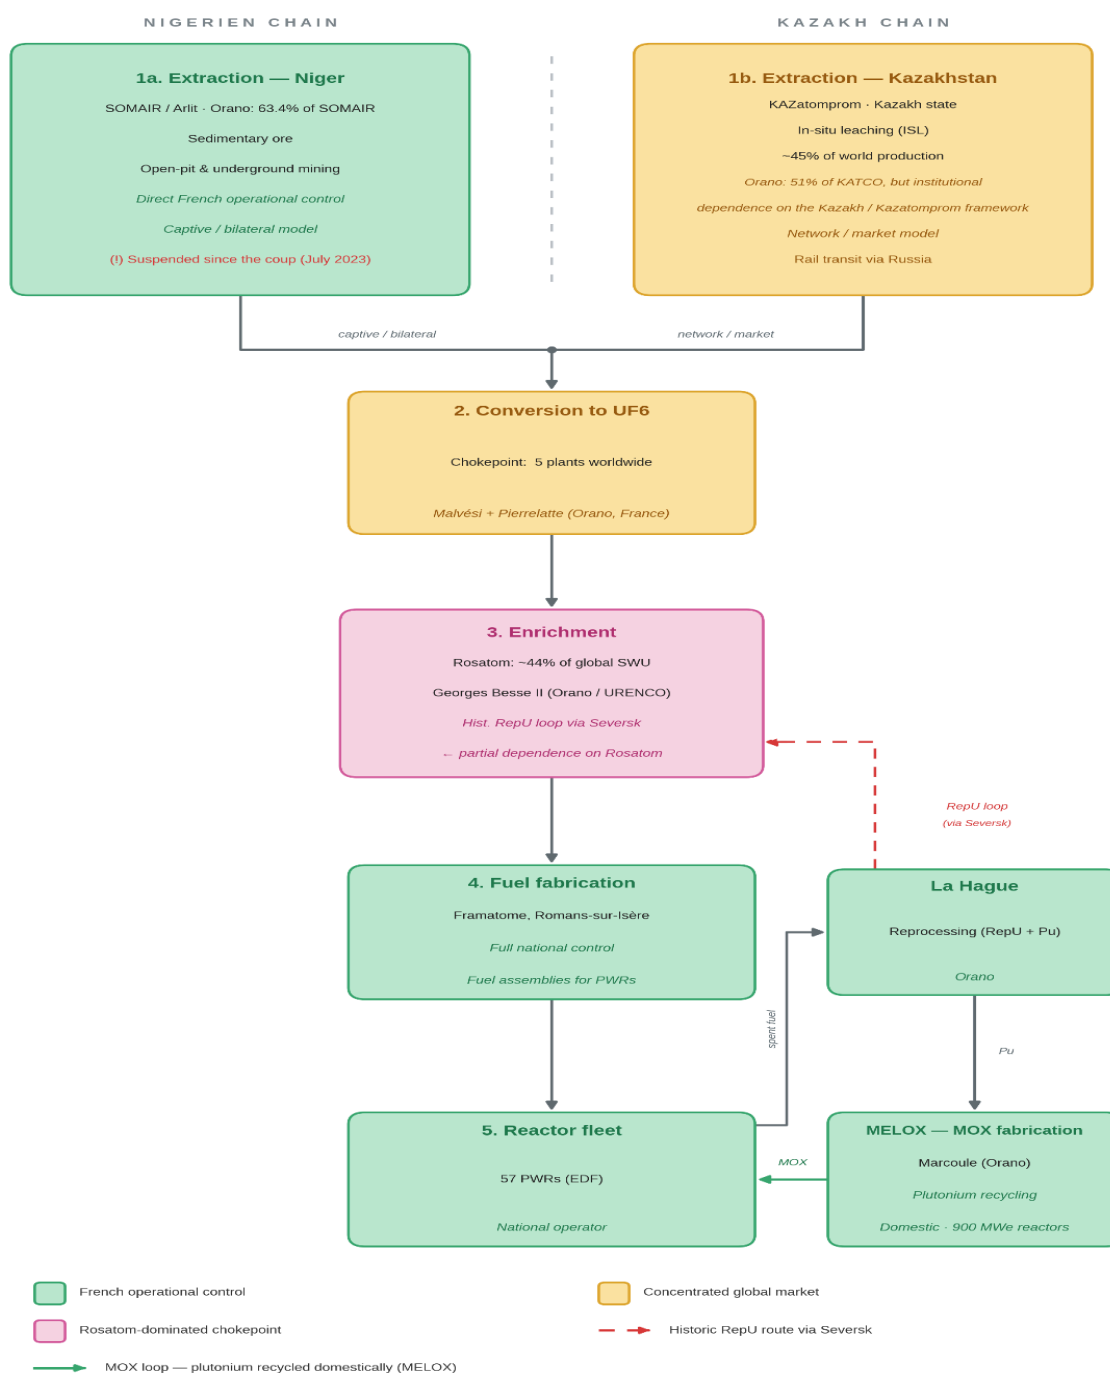 NIGERIEN CHAIN
KAZAKH CHAIN
1a. Extraction — Niger
SOMAIR / Arlit · Orano: 63.4% of SOMAIR
Sedimentary ore
Open-pit & underground mining
Direct French operational control
Captive / bilateral model
(!) Suspended since the coup (July 2023)
1b. Extraction — Kazakhstan
KAZatomprom · Kazakh state
In-situ leaching (ISL)
~45% of world production
Orano: 51% of KATCO, but institutional
dependence on the Kazakh / Kazatomprom framework
Network / market model
Rail transit via Russia
captive / bilateral
network / market
2. Conversion to UF6
Chokepoint:  5 plants worldwide
Malvési + Pierrelatte (Orano, France)
3. Enrichment
Rosatom: ~44% of global SWU
Georges Besse II (Orano / URENCO)
Hist. RepU loop via Seversk
← partial dependence on Rosatom
RepU loop
(via Seversk)
4. Fuel fabrication
Framatome, Romans-sur-Isère
Full national control
Fuel assemblies for PWRs
La Hague
Reprocessing (RepU + Pu)
Orano
spent fuel
Pu
5. Reactor fleet
57 PWRs (EDF)
National operator
MOX
MELOX — MOX fabrication
Marcoule (Orano)
Plutonium recycling
Domestic · 900 MWe reactors
French operational control
Concentrated global market
Rosatom-dominated chokepoint
Historic RepU route via Seversk
MOX loop — plutonium recycled domestically (MELOX)